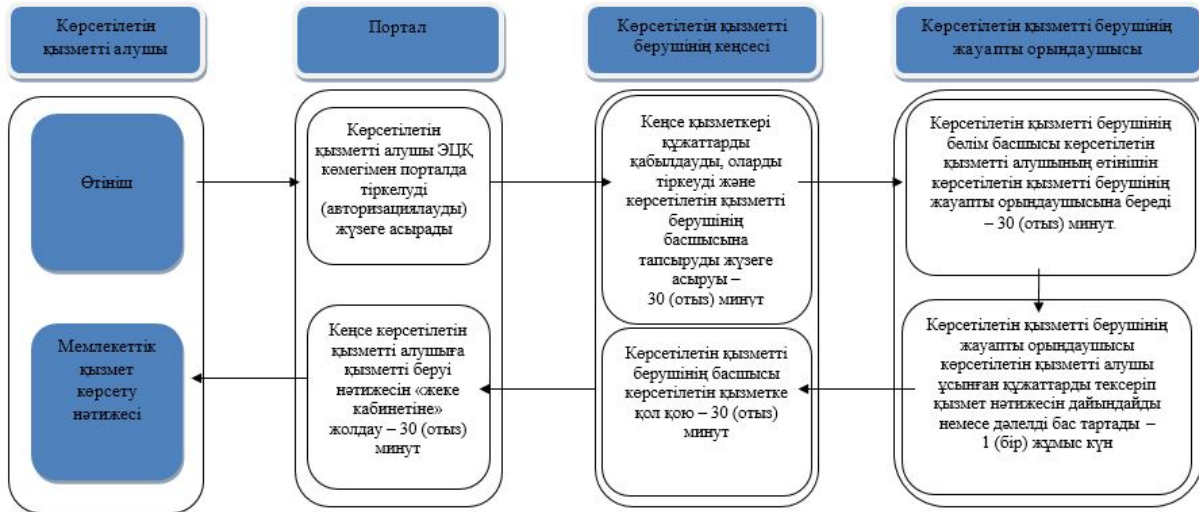 Көрсетілетін
қызметті алушы
Портал
Көрсетілетін қызметті
берушінің кеңсесі
Көрсетілетін қызметті берушінің
жауапты орындаушысы
Өтініш
Көрсетілетін
қызметті алушы ЭЦҚ
көмегімен порталда
тіркелуді
(авторизациялауды)
жүзеге асырады
Кеңсе қызметкері
құжаттарды
қабылдауды, оларды
тіркеуді және
көрсетілетін қызметті
берушінің
басшысына
тапсыруды жүзеге
асыруы –
30 (отыз) минут
Көрсетілетін қызметті берушінің
бөлім басшысы көрсетілетін
қызметті алушының өтінішін
көрсетілетін қызметті берушінің
жауапты орындаушысына береді
– 30 (отыз) минут.
Мемлекеттік
қызмет
көрсету
нәтижесі
Кеңсе көрсетілетін
қызметті алушыға
қызметті беруі
нәтижесін «жеке
кабинетіне»
жолдау – 30 (отыз)
минут
Көрсетілетін қызметті
берушінің басшысы
көрсетілетін қызметке
қол қою – 30 (отыз)
минут
Көрсетілетін қызметті берушінің
жауапты орындаушысы
көрсетілетін қызметті алушы
ұсынған құжаттарды тексеріп
қызмет нәтижесін дайындайды
немесе дәлелді бас тартады –
1 (бір) жұмыс күн